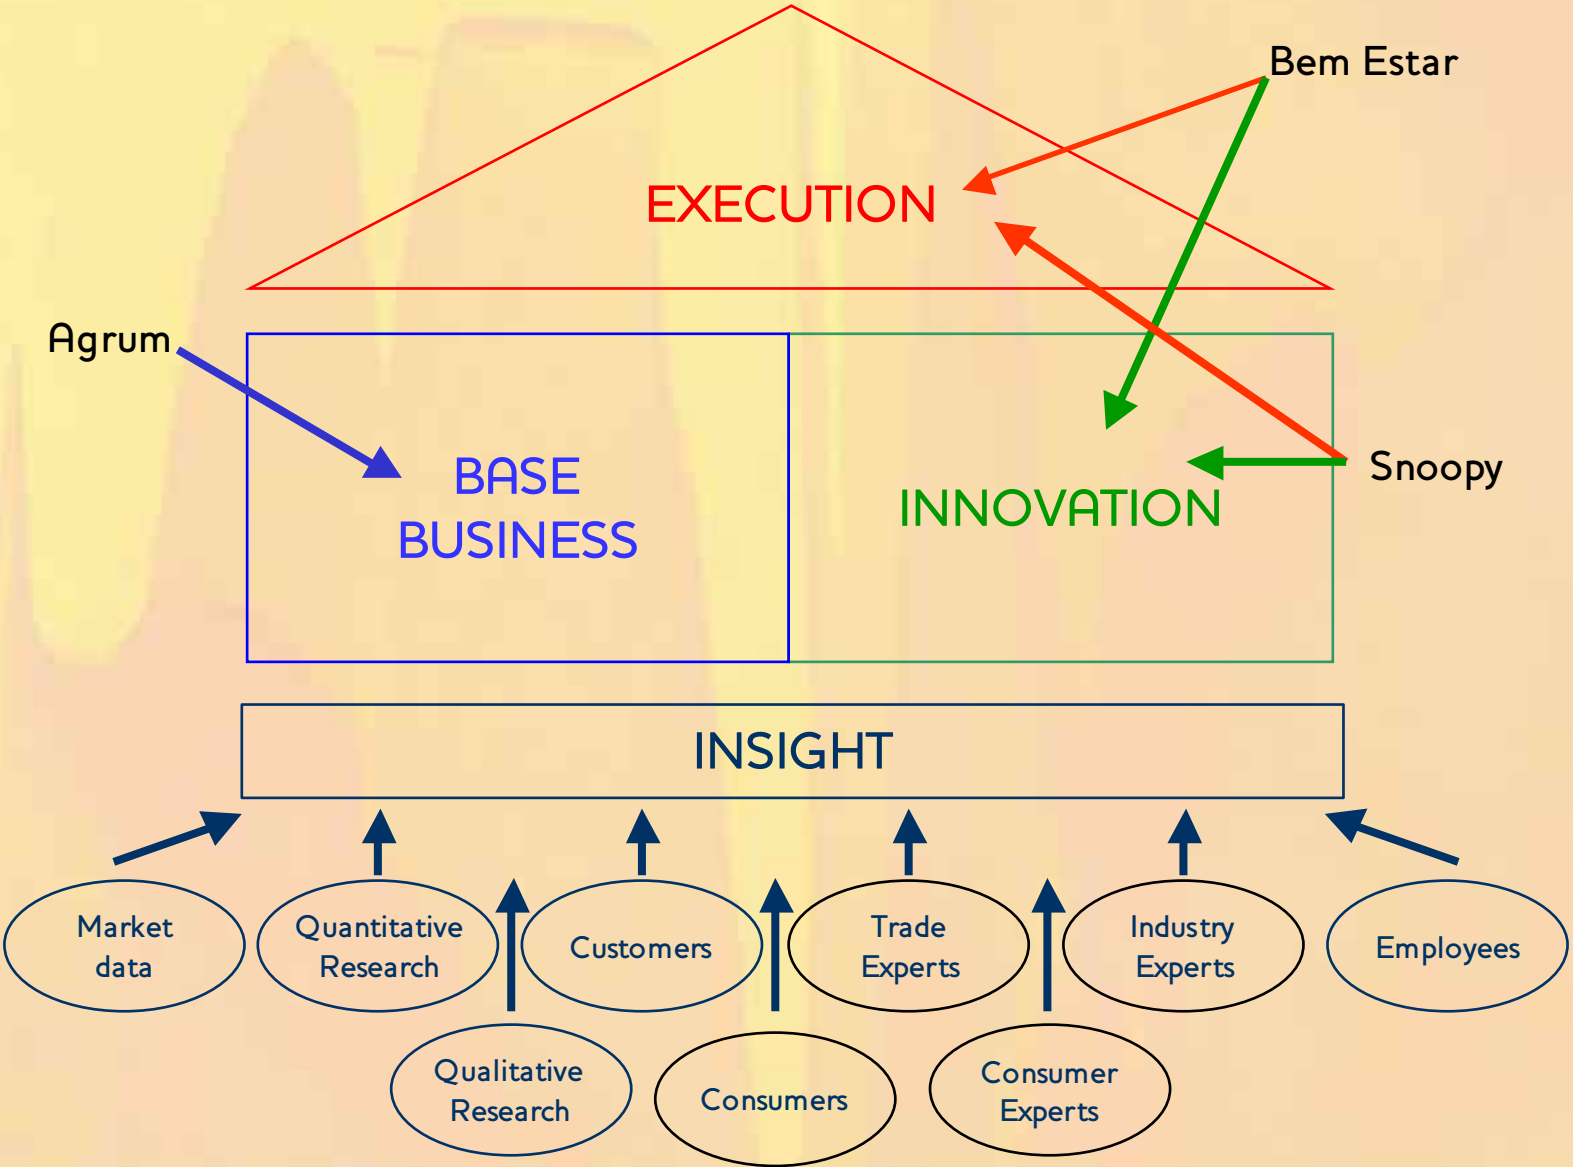 Bem Estar
EXECUTION
Agrum
BASE
BUSINESS
INNOVATION
Snoopy
INSIGHT
Market
data
Quantitative
Research
Customers
Trade
Experts
Industry
Experts
Employees
Qualitative
Research
Consumers
Consumer
Experts